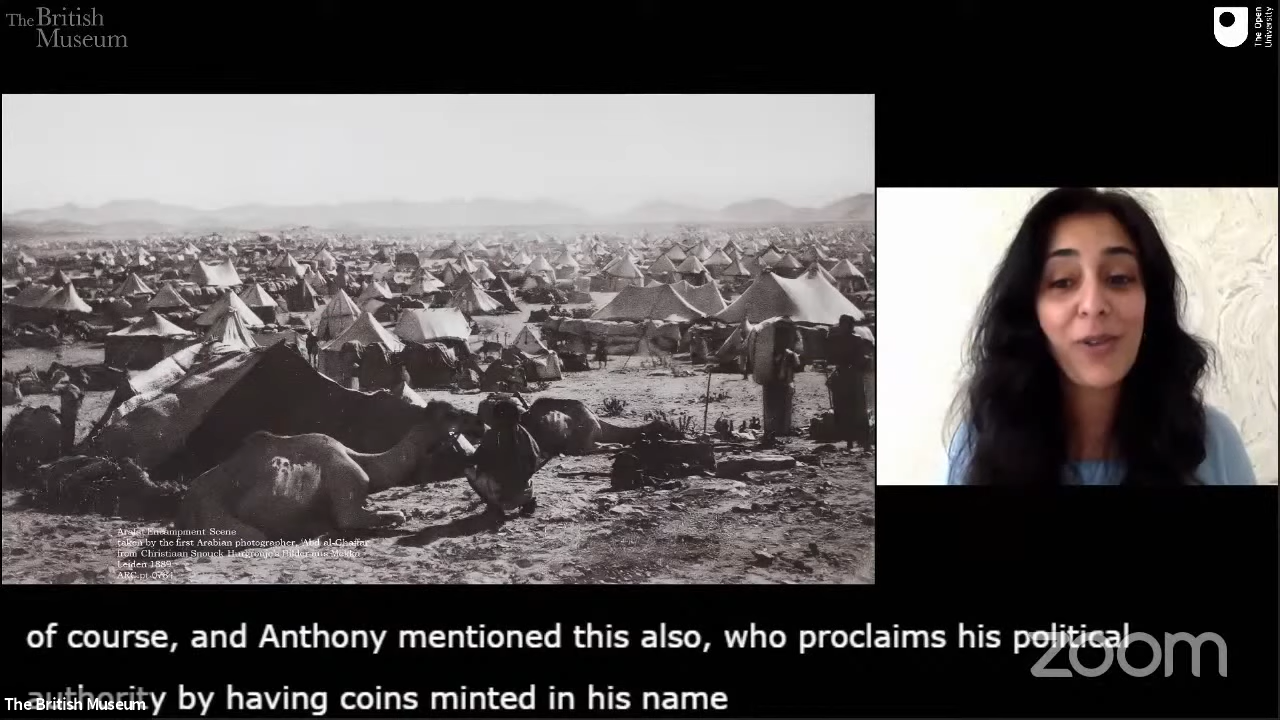 The British
Museum
The Open
University
Arafat Encampment Scene
taken by the first Arabian photographer, 'Abd al-Ghaffar
from Christiaan Snouck Hurgronje's Bilder aus Mekka
Leiden 1889
of course, and Anthony mentioned this also, who proclaims his political
authority by having coins minted in his name
zoom
The British Museum